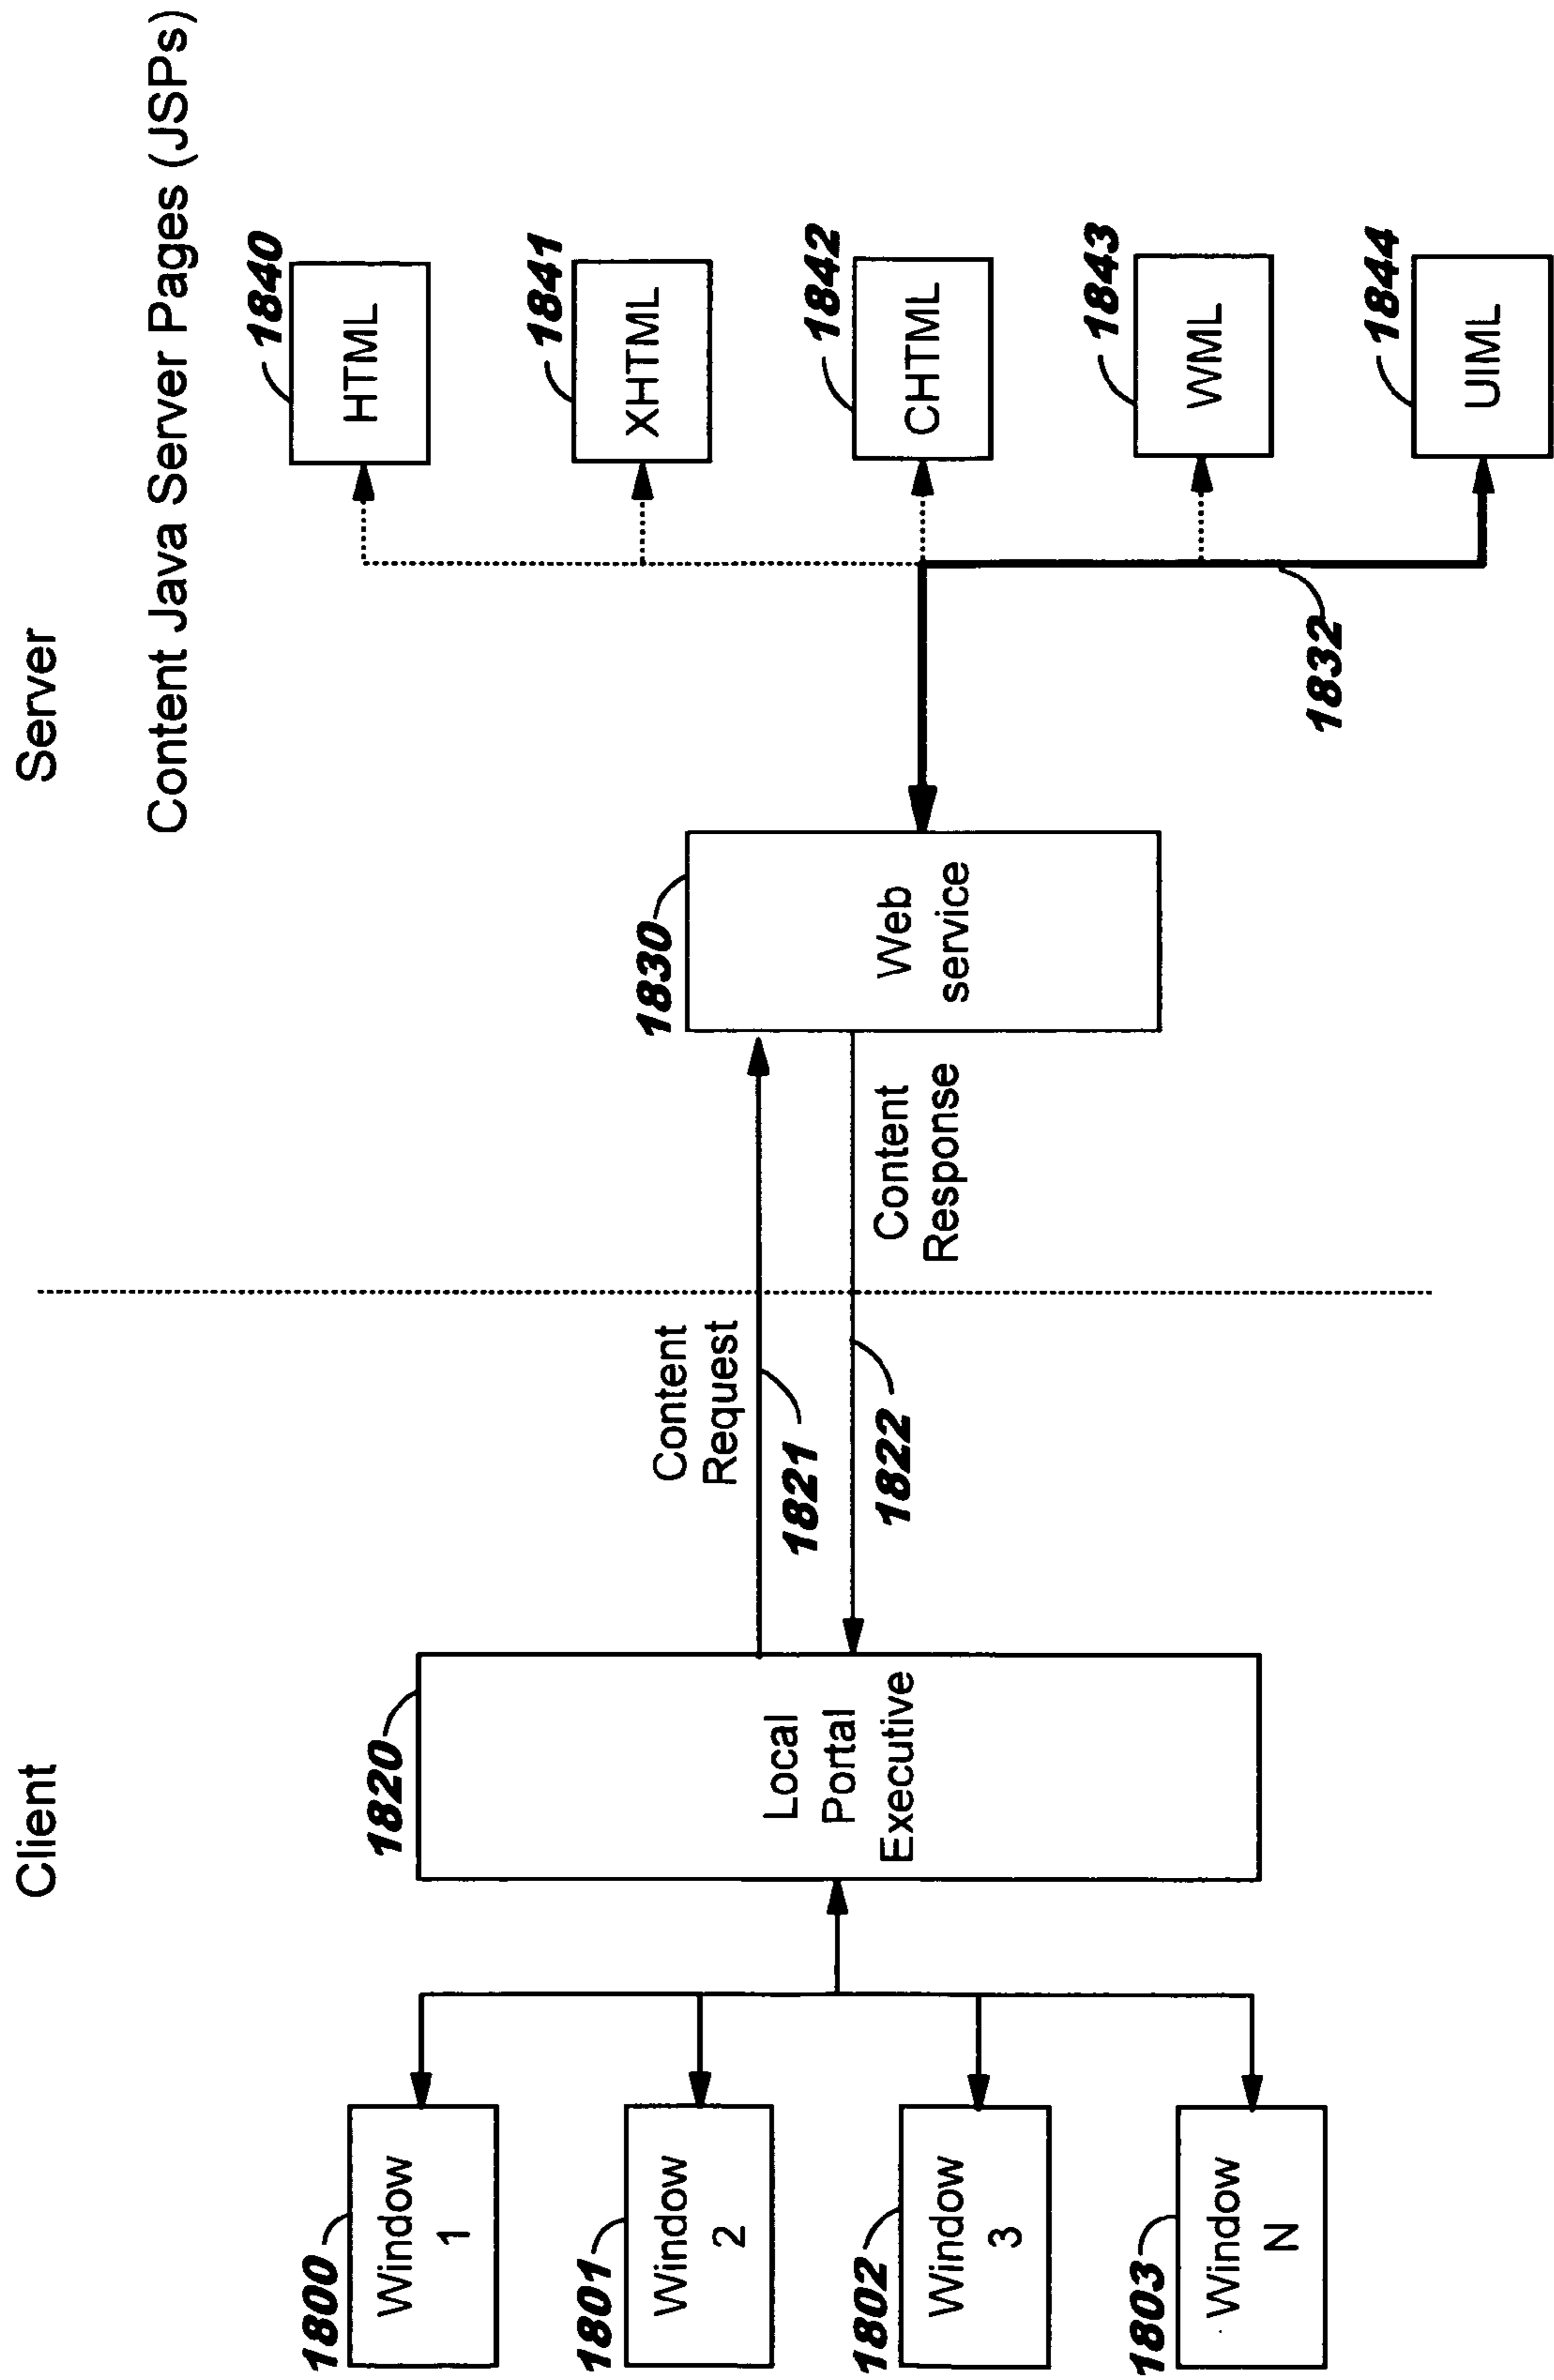 Client
Server
Content Java Server Pages (JSPs)
1800
Window
1
1801
Window
2
1802
Window
3
1803
Window
N
1820
Local
Portal
Executive
Content
Request
1821
1822
Content
Response
1830
Web
service
1832
1840
HTML
1841
XHTML
1842
CHTML
1843
WML
1844
UIML